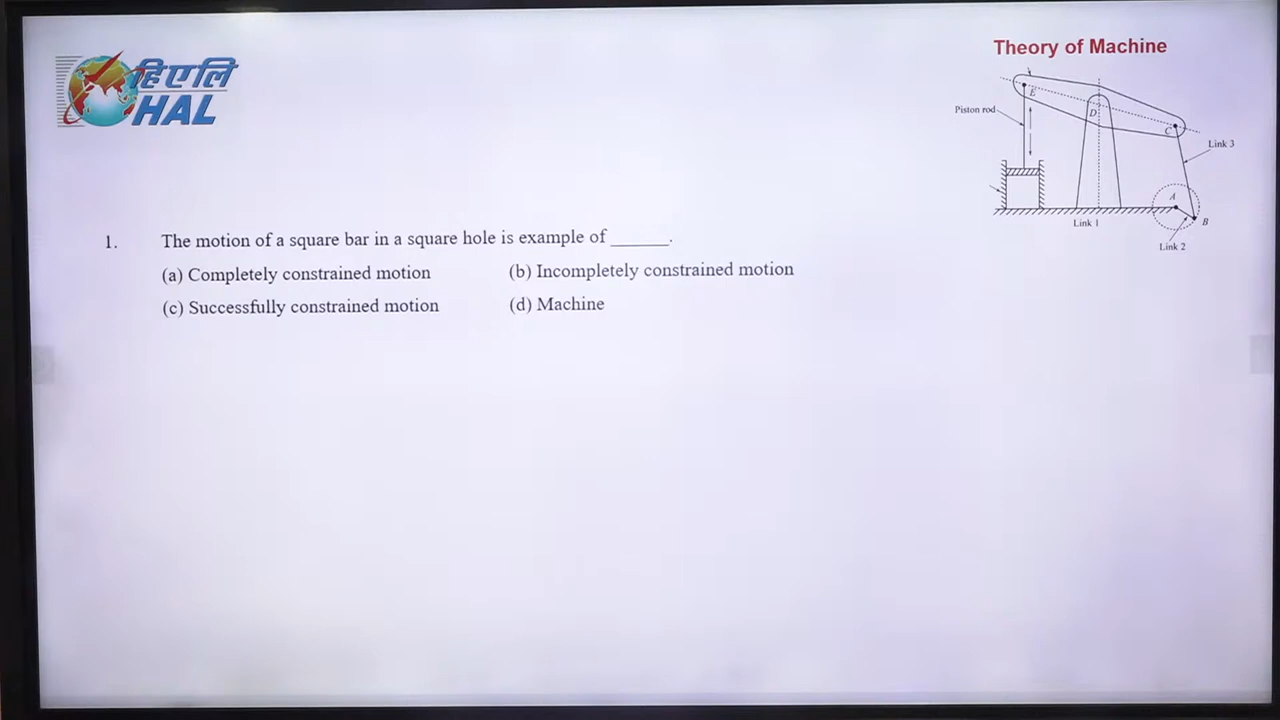 हिएलि
HAL
Theory of Machine
E
Piston rod
D
C
Link 3
A
B
Link 1
Link 2
1. The motion of a square bar in a square hole is example of ______.
(a) Completely constrained motion (b) Incompletely constrained motion
(c) Successfully constrained motion (d) Machine